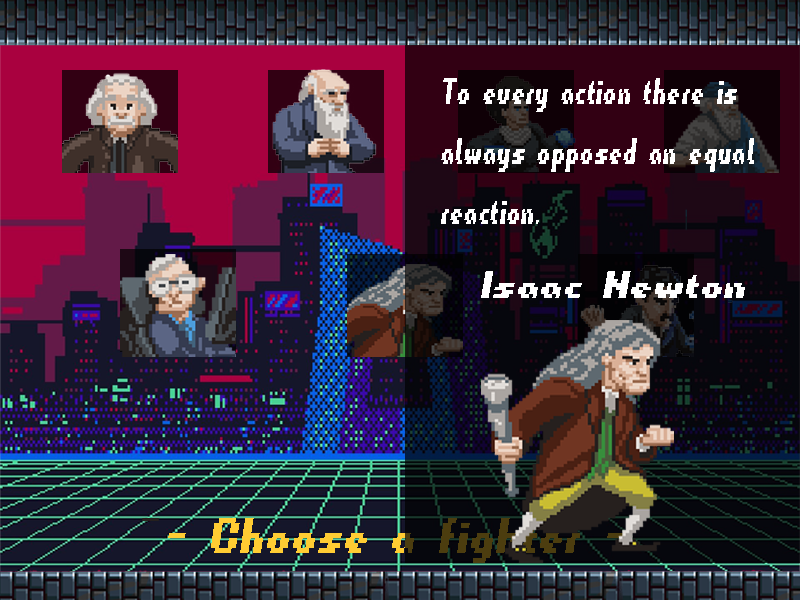 To every action there is
always opposed an equal
reaction.
Isaac Newton
- Choose a fighter -